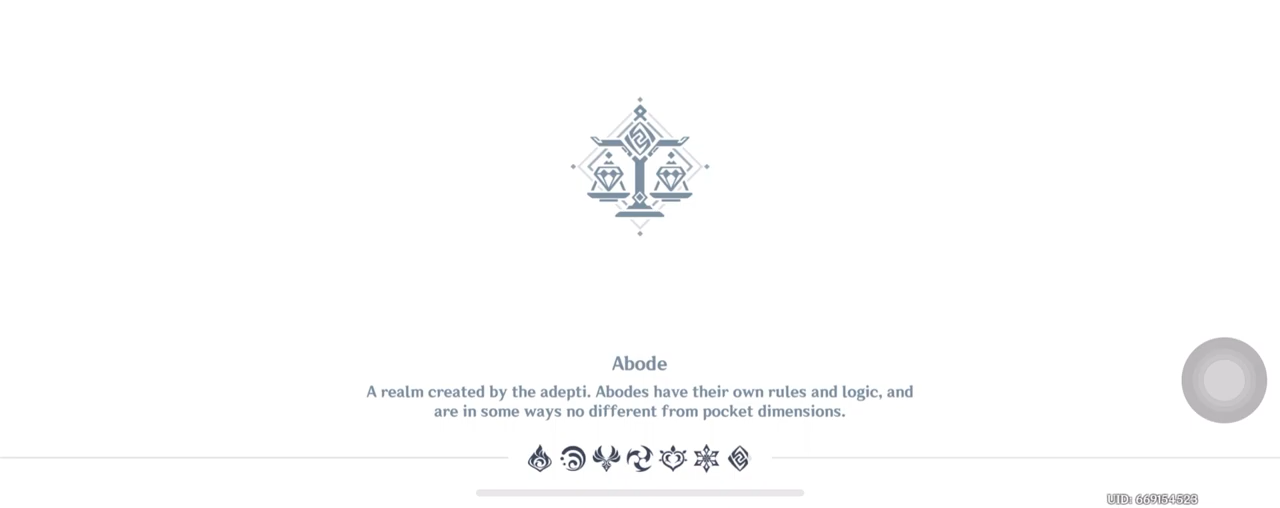 Abode
A realm created by the adepti. Abodes have their own rules and logic, and
are in some ways no different from pocket dimensions.
UID: 669154523